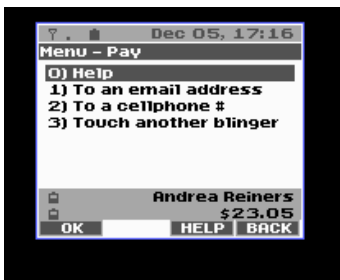 Dec 05, 17:16
Menu - Pay
0) Help
1) To an email address
2) To a cellphone #
3) Touch another blinger
Andrea Reiners
$23.05
OK HELP BACK